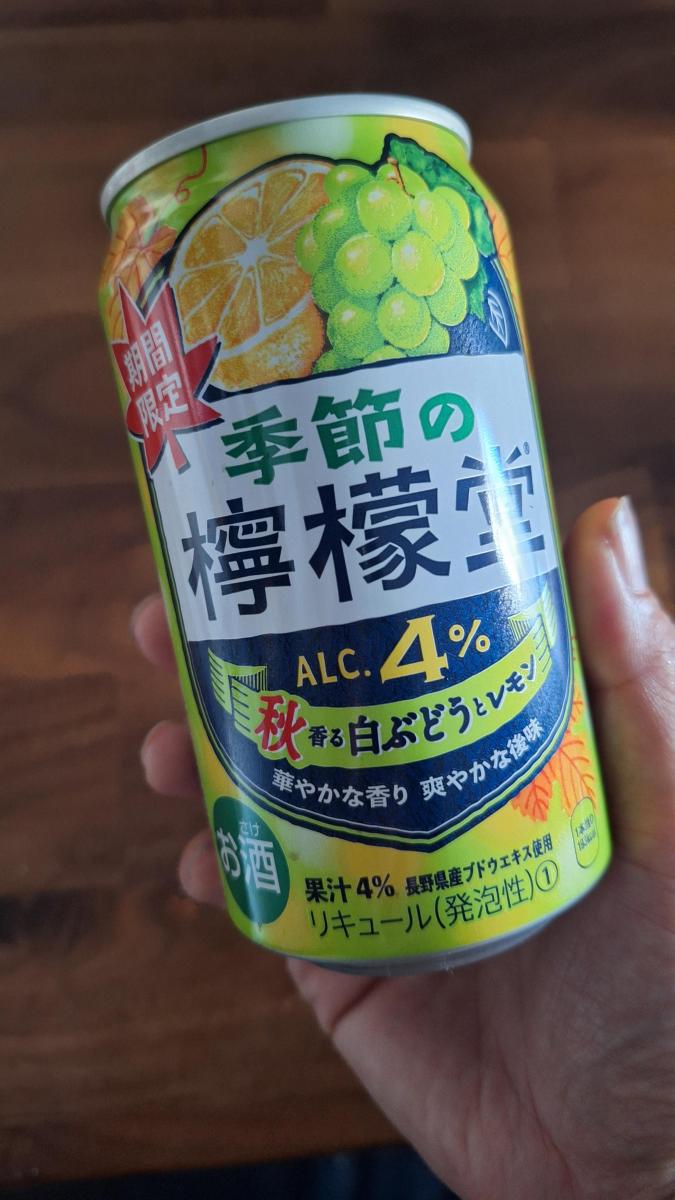 期間
限定
季節の
檸檬堂®
ALC. 4%
秋香る白ぶどうとレモン
華やかな香り 爽やかな後味
さけ
お酒
果汁4% 長野県産ブドウエキス使用
リキュール(発泡性)①